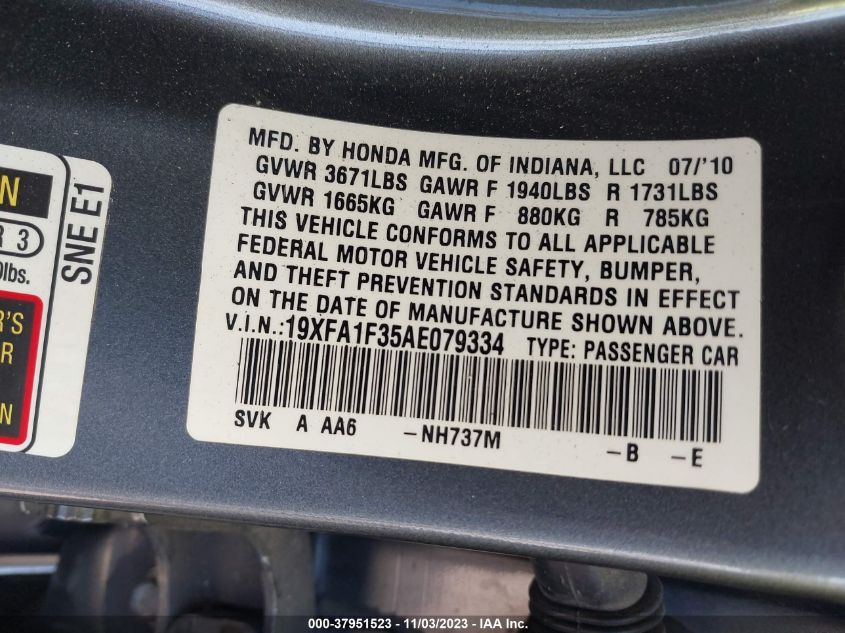 N
R 3
0lbs.
R'S
R
N
SNE E1
MFD. BY HONDA MFG. OF INDIANA, LLC 07/'10
GVWR 3671LBS GAWR F 1940LBS R 1731LBS
GVWR 1665KG GAWR F 880KG R 785KG
THIS VEHICLE CONFORMS TO ALL APPLICABLE
FEDERAL MOTOR VEHICLE SAFETY, BUMPER,
AND THEFT PREVENTION STANDARDS IN EFFECT
ON THE DATE OF MANUFACTURE SHOWN ABOVE.
V.I.N.:19XFA1F35AE079334 TYPE: PASSENGER CAR
SVK A AA6 -NH737M -B -E
000-37951523 - 11/03/2023 - IAA Inc.